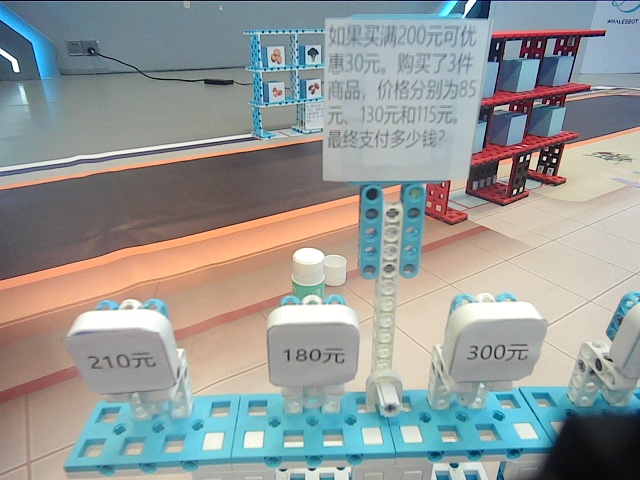 WHALESBOT
如果买满200元可优
惠30元。购买了3件
商品，价格分别为85
元、130元和115元。
最终支付多少钱？
210元
180元
300元